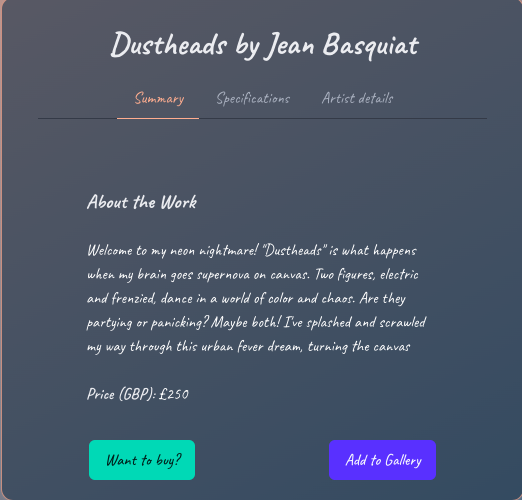 Dustheads by Jean Basquiat
Summary Specifications Artist details
About the Work
Welcome to my neon nightmare! "Dustheads" is what happens
when my brain goes supernova on canvas. Two figures, electric
and frenzied, dance in a world of color and chaos. Are they
partying or panicking? Maybe both! I've splashed and scrawled
my way through this urban fever dream, turning the canvas
Price (GBP): £250
Want to buy? Add to Gallery